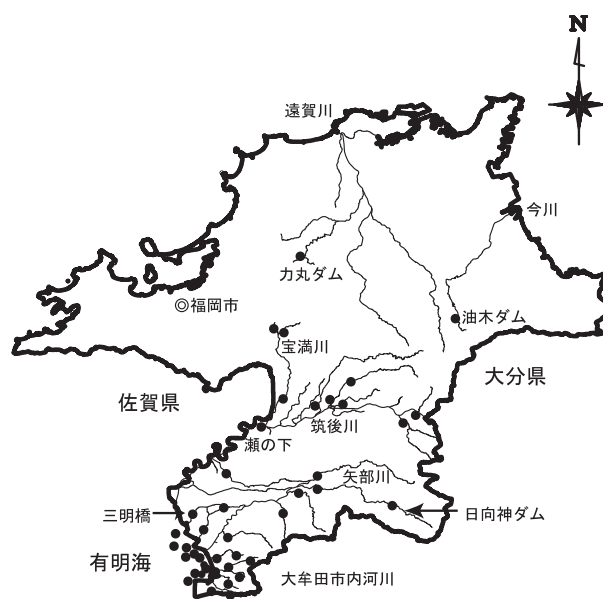 N
遠賀川
今川
力丸ダム
◎福岡市
油木ダム
宝満川
大分県
佐賀県
筑後川
瀬の下
矢部川
三明橋
日向神ダム
有明海
大牟田市内河川